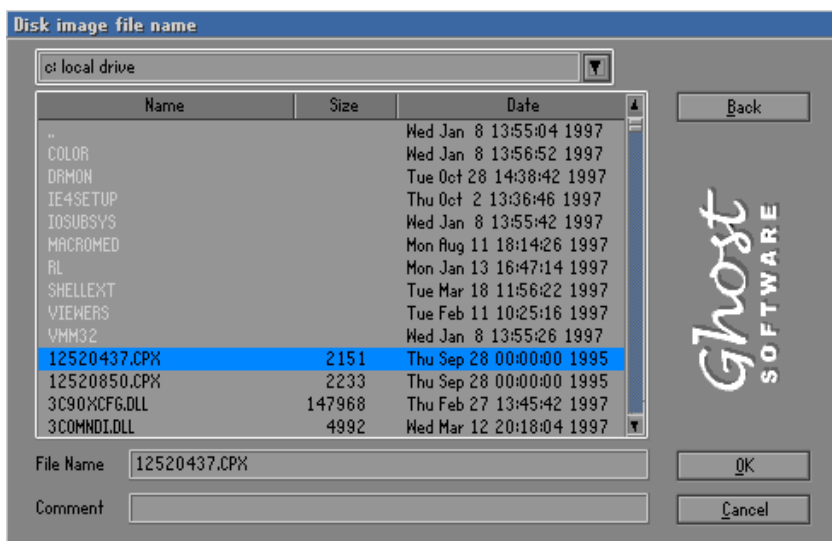 Disk image file name
c: local drive
Name Size Date
Back
.. Wed Jan 8 13:55:04 1997
COLOR Wed Jan 8 13:56:52 1997
DRMON Tue Oct 28 14:38:42 1997
IE4SETUP Thu Oct 2 13:36:46 1997
IOSUBSYS Wed Jan 8 13:55:42 1997
MACROMED Mon Aug 11 18:14:26 1997
RL Mon Jan 13 16:47:14 1997
SHELLEXT Tue Mar 18 11:56:22 1997
VIEWERS Tue Feb 11 10:25:16 1997
VMM32 Wed Jan 8 13:55:26 1997
12520437.CPX 2151 Thu Sep 28 00:00:00 1995
12520850.CPX 2233 Thu Sep 28 00:00:00 1995
3C90XCFG.DLL 147968 Thu Feb 27 13:45:42 1997
3COMNDI.DLL 4992 Wed Mar 12 20:18:04 1997
Ghost
SOFTWARE
File Name 12520437.CPX
OK
Comment
Cancel